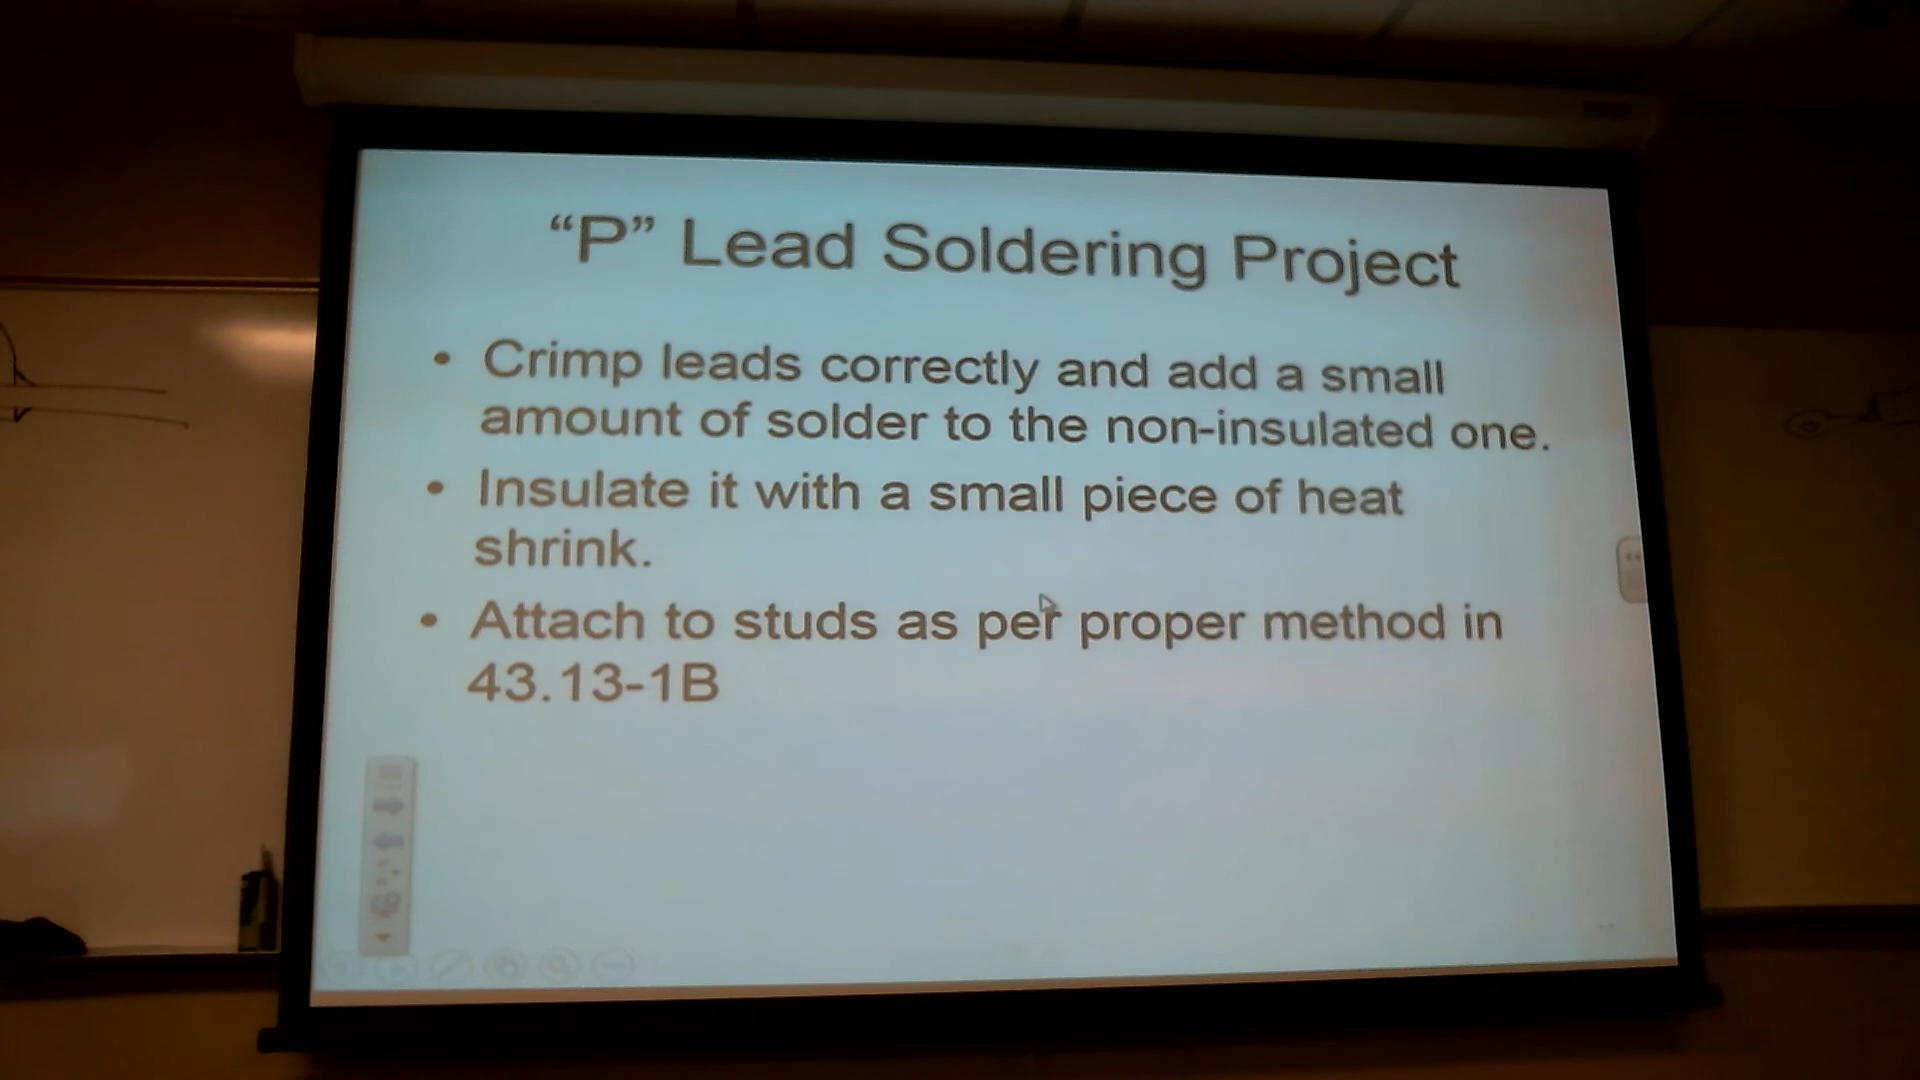 “P” Lead Soldering Project
• Crimp leads correctly and add a small
amount of solder to the non-insulated one.
• Insulate it with a small piece of heat
shrink.
• Attach to studs as per proper method in
43.13-1B